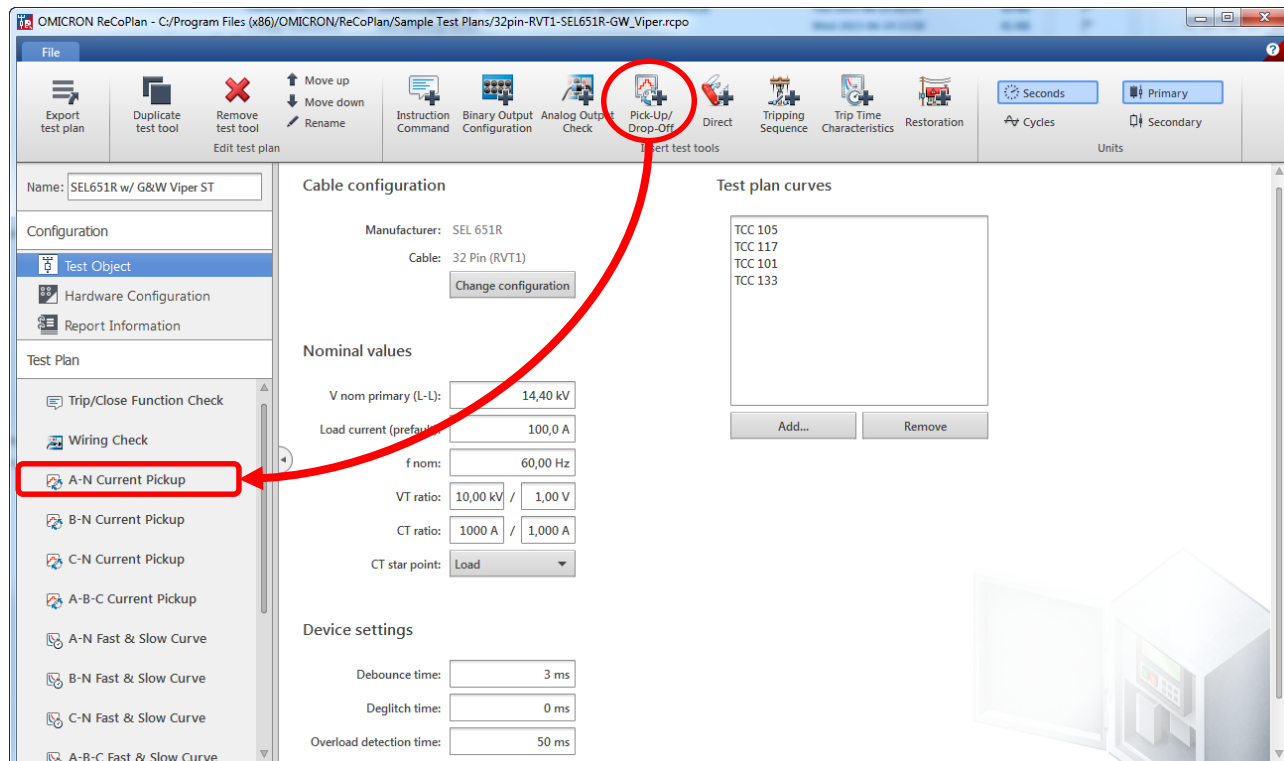 OMICRON ReCoPlan - C:/Program Files (x86)/OMICRON/ReCoPlan/Sample Test Plans/32pin-RVT1-SEL651R-GW_Viper.rcpo
File
Export
test plan
Duplicate
test tool
Remove
test tool
Move up
Move down
Rename
Edit test plan
Instruction
Command
Binary Output
Configuration
Analog Output
Check
Pick-Up/
Drop-Off
Direct
Tripping
Sequence
Trip Time
Characteristics
Restoration
Insert test tools
Seconds
Cycles
Primary
Secondary
Units
Name: SEL651R w/ G&W Viper ST
Configuration
Test Object
Hardware Configuration
Report Information
Test Plan
Trip/Close Function Check
Wiring Check
A-N Current Pickup
B-N Current Pickup
C-N Current Pickup
A-B-C Current Pickup
A-N Fast & Slow Curve
B-N Fast & Slow Curve
C-N Fast & Slow Curve
A-B-C Fast & Slow Curve
Cable configuration
Manufacturer: SEL 651R
Cable: 32 Pin (RVT1)
Change configuration
Nominal values
V nom primary (L-L): 14,40 kV
Load current (prefault): 100,0 A
f nom: 60,00 Hz
VT ratio: 10,00 kV / 1,00 V
CT ratio: 1000 A / 1,000 A
CT star point: Load
Device settings
Debounce time: 3 ms
Deglitch time: 0 ms
Overload detection time: 50 ms
Test plan curves
TCC 105
TCC 117
TCC 101
TCC 133
Add...
Remove